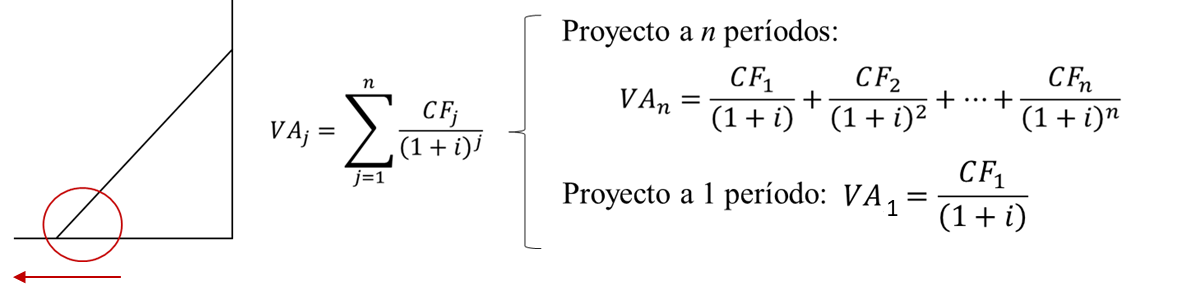 VA_j = \sum_{j=1}^{n} \frac{CF_j}{(1 + i)^j}
Proyecto a n períodos:
VA_n = \frac{CF_1}{(1 + i)} + \frac{CF_2}{(1 + i)^2} + ⋯ + \frac{CF_n}{(1 + i)^n}
Proyecto a 1 período: VA_1 = \frac{CF_1}{(1 + i)}